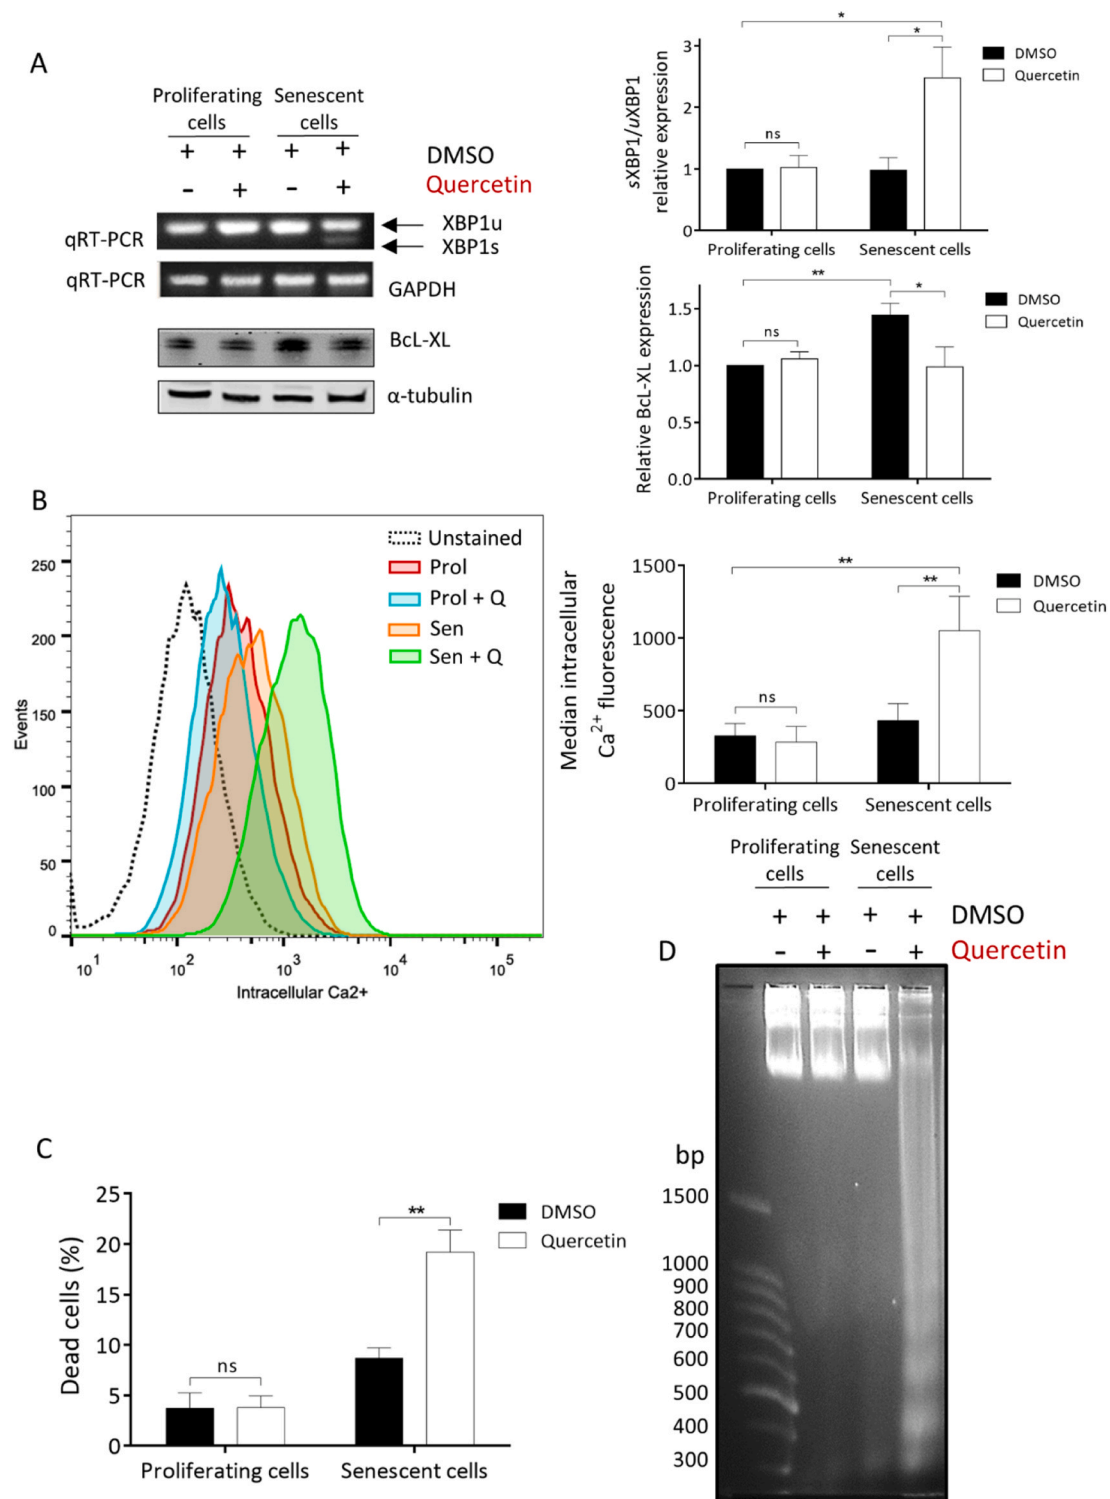 A
Proliferating
cells
Senescent
cells
+ + + + DMSO
- + - + Quercetin
qRT-PCR
XBP1u
XBP1s
qRT-PCR
GAPDH
BcL-XL
α-tubulin
sXBP1/uXBP1
relative expression
3
2
1
0
ns
*
*
DMSO
Quercetin
Proliferating cells
Senescent cells
Relative BcL-XL expression
1.5
1.0
0.5
0.0
ns
**
*
DMSO
Quercetin
Proliferating cells
Senescent cells
B
Events
250
200
150
100
50
0
Unstained
Prol
Prol + Q
Sen
Sen + Q
10^1 10^2 10^3 10^4 10^5
Intracellular Ca2+
Median intracellular
Ca2+ fluorescence
1500
1000
500
0
ns
**
**
DMSO
Quercetin
Proliferating cells
Senescent cells
C
Dead cells (%)
25
20
15
10
5
0
ns
**
DMSO
Quercetin
Proliferating cells
Senescent cells
Proliferating
cells
Senescent
cells
+ + + + DMSO
D
- + - + Quercetin
bp
1500
1000
900
800
700
600
500
400
300